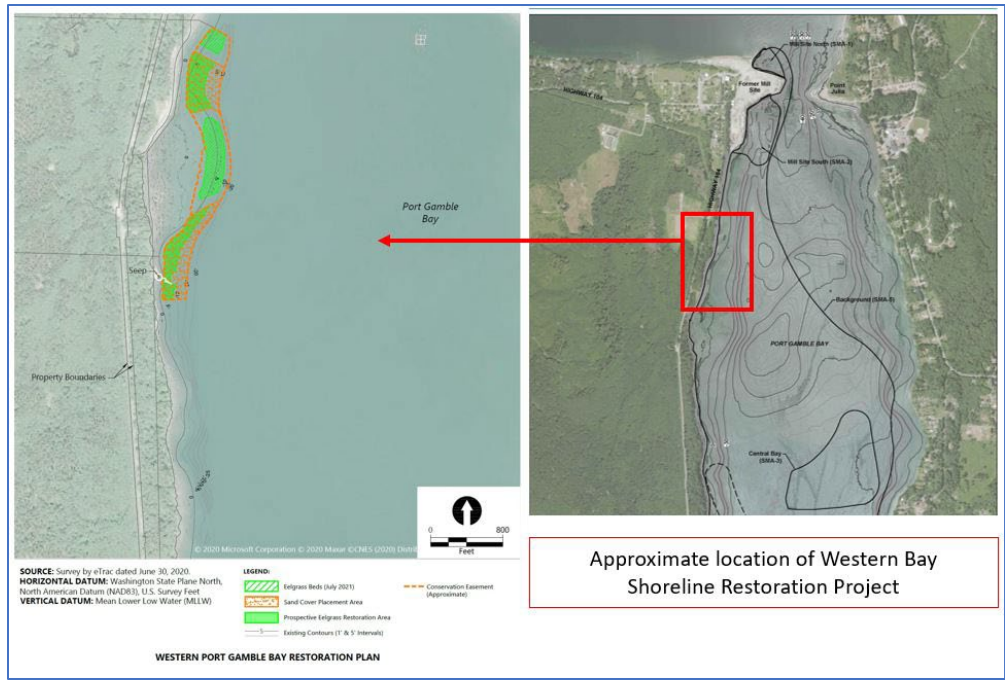 Port Gamble
Bay
Seep
Property Boundaries
0 800
Feet
© 2020 Microsoft Corporation © 2020 Maxar ©CNES (2020) Distri
SOURCE: Survey by eTrac dated June 30, 2020.
HORIZONTAL DATUM: Washington State Plane North,
North American Datum (NAD83), U.S. Survey Feet
VERTICAL DATUM: Mean Lower Low Water (MLLW)
LEGEND:
Eelgrass Beds (July 2021)
Sand Cover Placement Area
Prospective Eelgrass Restoration Area
Existing Contours (1' & 5' Intervals)
Conservation Easement
(Approximate)
WESTERN PORT GAMBLE BAY RESTORATION PLAN
Mill Site North (SMA-1)
Former Mill
Site
Point
Julia
HIGHWAY 104
Mill Site South (SMA-2)
HIGHWAY 104
Background (SMA-5)
PORT GAMBLE BAY
Central Bay
(SMA-3)
Approximate location of Western Bay
Shoreline Restoration Project